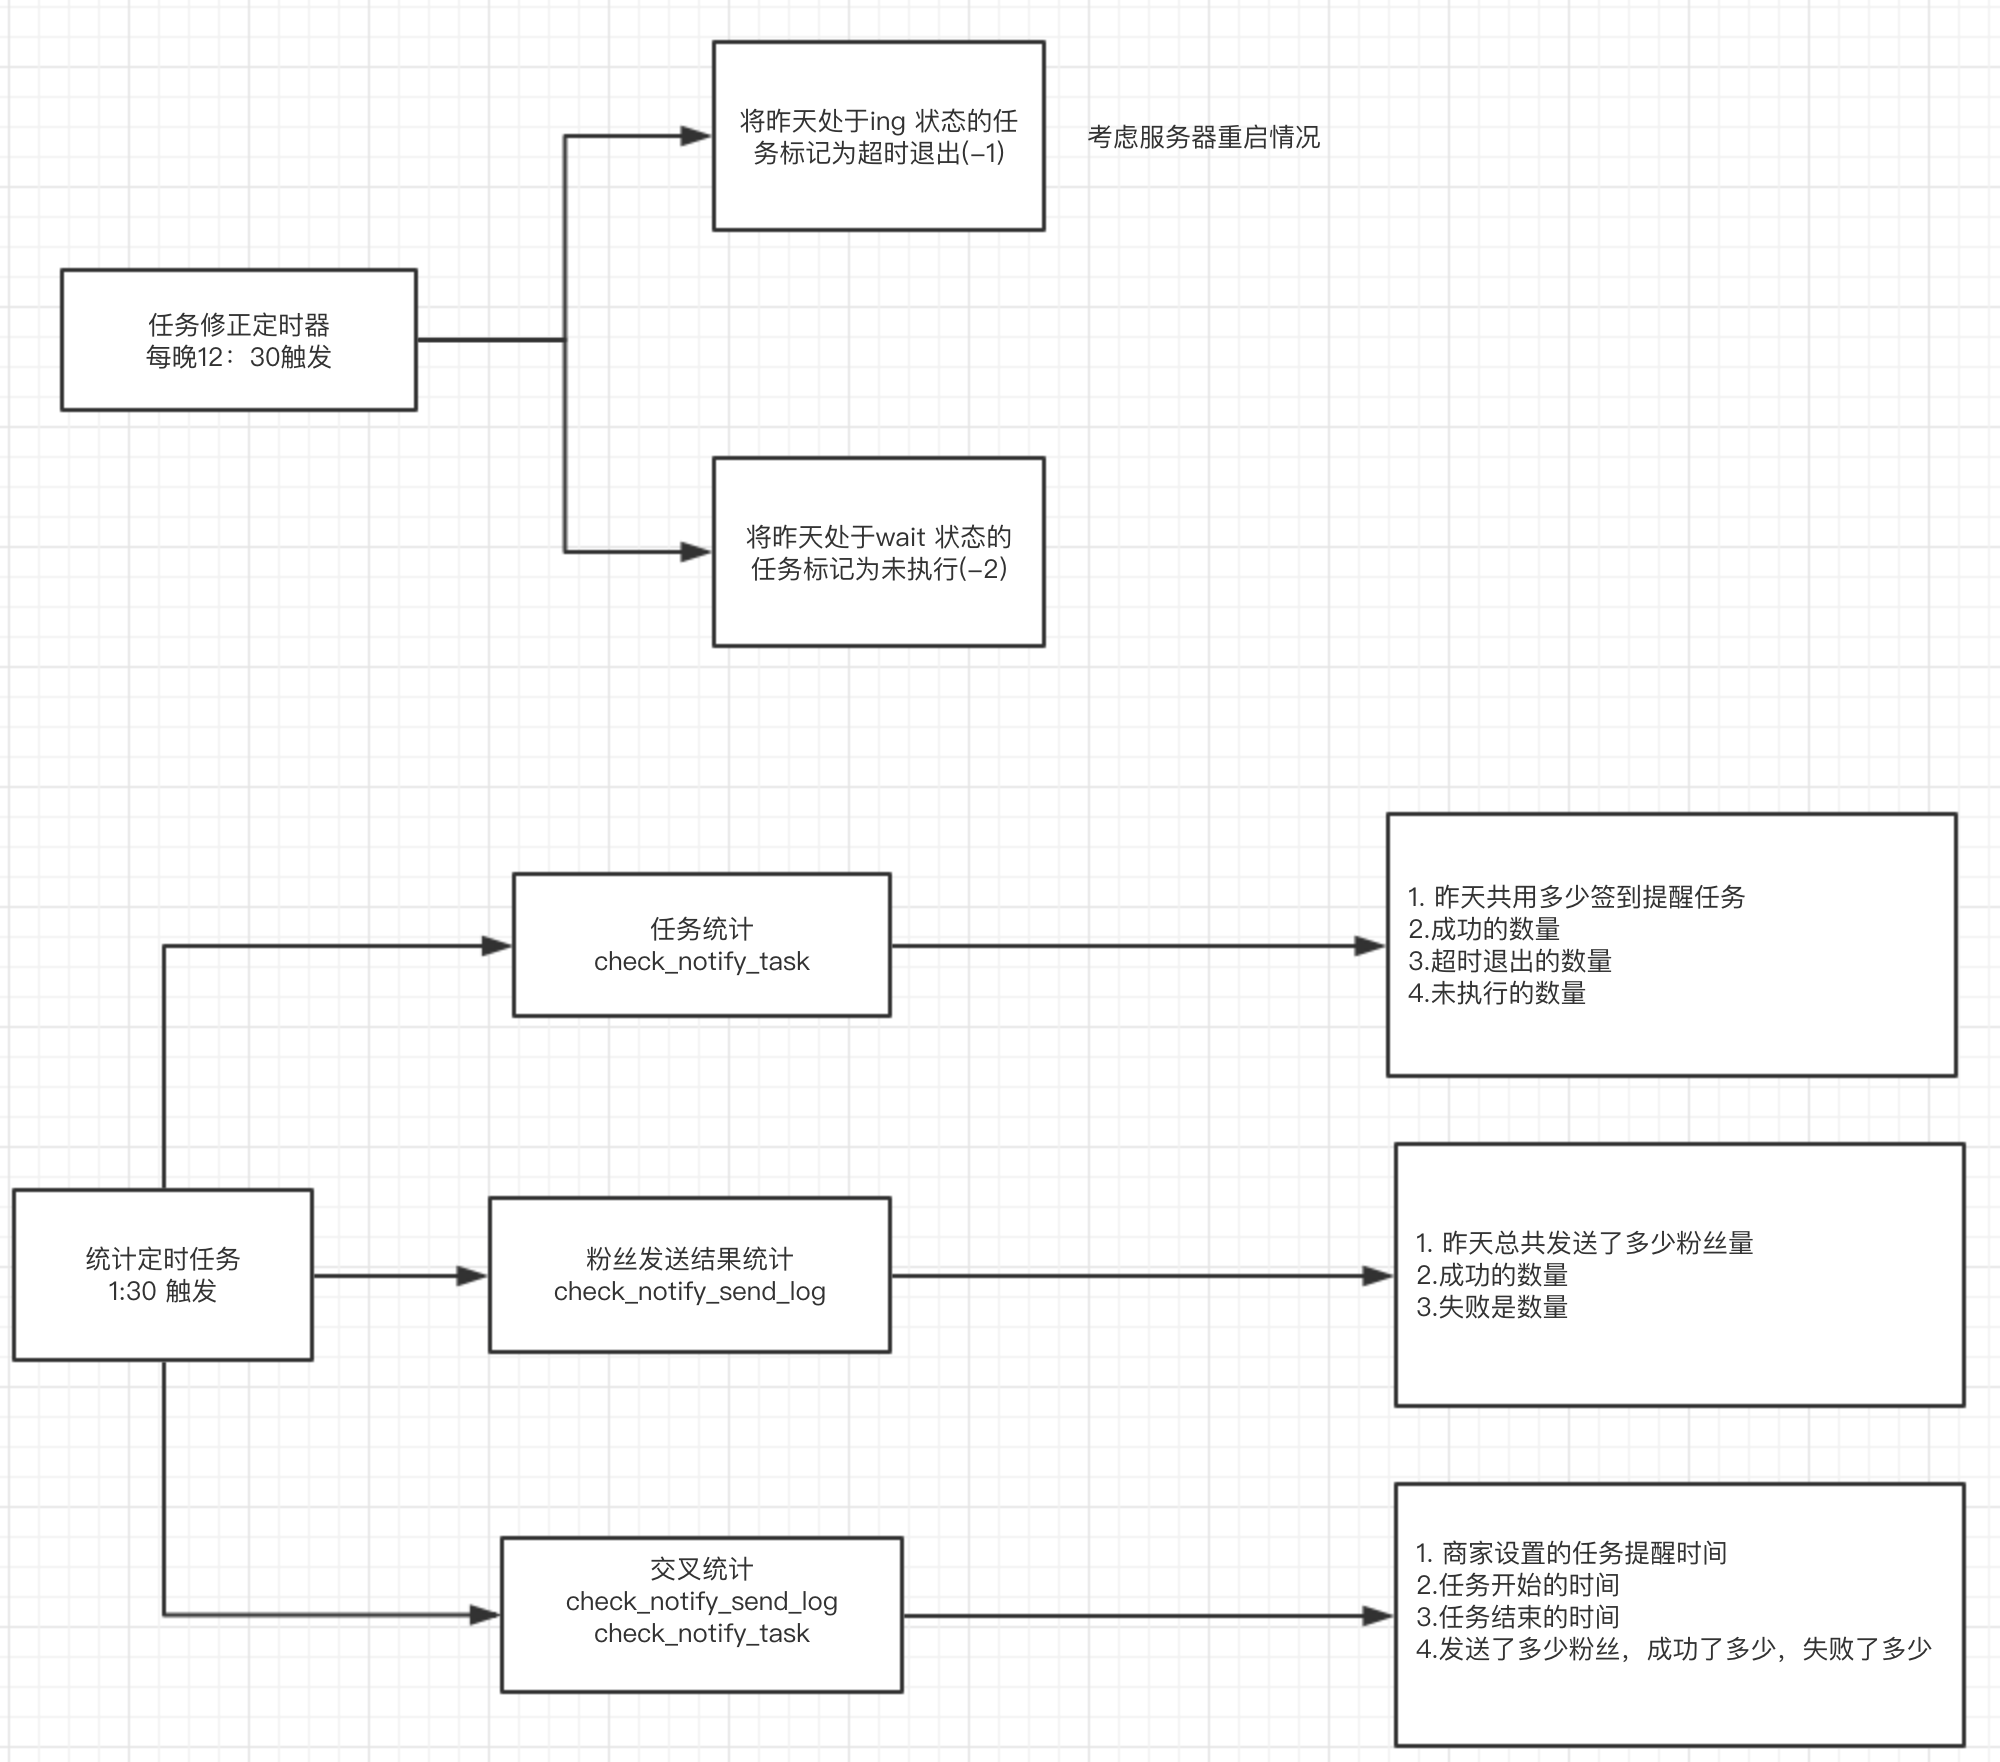 将昨天处于ing 状态的任
务标记为超时退出(-1)
考虑服务器重启情况
任务修正定时器
每晚12：30触发
将昨天处于wait 状态的
任务标记为未执行(-2)
任务统计
check_notify_task
1. 昨天共用多少签到提醒任务
2.成功的数量
3.超时退出的数量
4.未执行的数量
统计定时任务
1:30 触发
粉丝发送结果统计
check_notify_send_log
1. 昨天总共发送了多少粉丝量
2.成功的数量
3.失败是数量
交叉统计
check_notify_send_log
check_notify_task
1. 商家设置的任务提醒时间
2.任务开始的时间
3.任务结束的时间
4.发送了多少粉丝，成功了多少，失败了多少